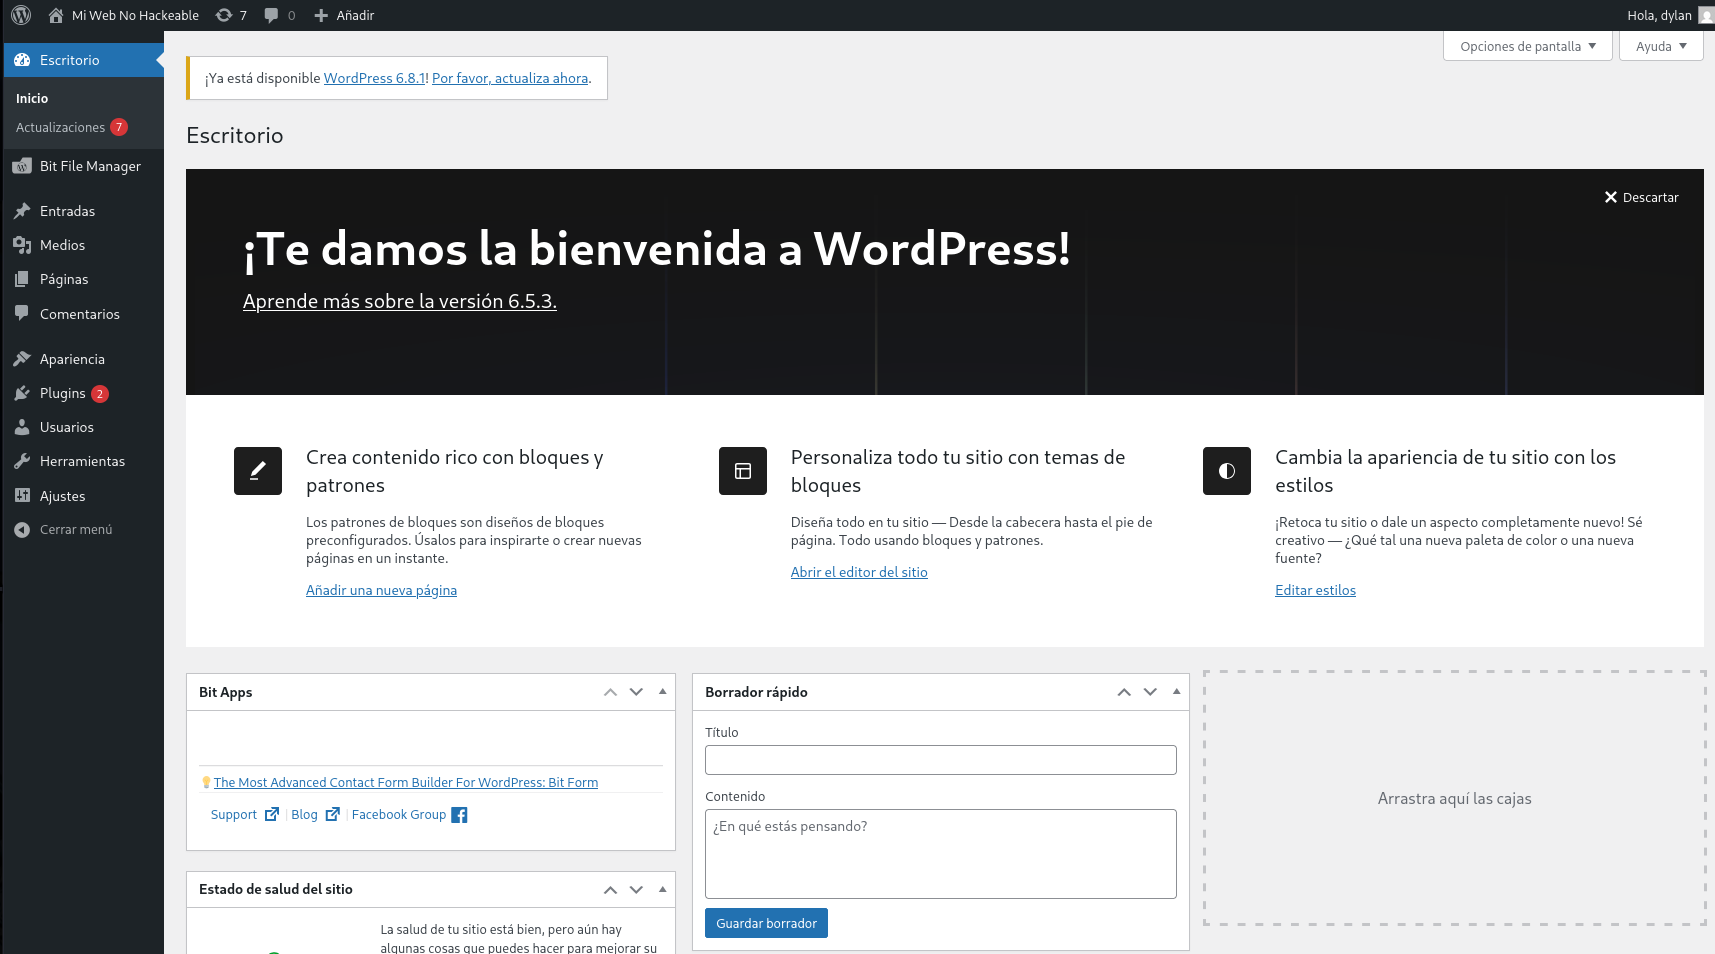 Mi Web No Hackeable 7 0 Añadir Hola, dylan
Opciones de pantalla Ayuda
Escritorio
Inicio
Actualizaciones 7
Bit File Manager
Entradas
Medios
Páginas
Comentarios
Apariencia
Plugins 2
Usuarios
Herramientas
Ajustes
Cerrar menú
¡Ya está disponible WordPress 6.8.1! Por favor, actualiza ahora.
Escritorio
Descartar
¡Te damos la bienvenida a WordPress!
Aprende más sobre la versión 6.5.3.
Crea contenido rico con bloques y
patrones
Los patrones de bloques son diseños de bloques
preconfigurados. Úsalos para inspirarte o crear nuevas
páginas en un instante.
Añadir una nueva página
Personaliza todo tu sitio con temas de
bloques
Diseña todo en tu sitio — Desde la cabecera hasta el pie de
página. Todo usando bloques y patrones.
Abrir el editor del sitio
Cambia la apariencia de tu sitio con los
estilos
¡Retoca tu sitio o dale un aspecto completamente nuevo! Sé
creativo — ¿Qué tal una nueva paleta de color o una nueva
fuente?
Editar estilos
Bit Apps
The Most Advanced Contact Form Builder For WordPress: Bit Form
Support Blog Facebook Group
Estado de salud del sitio
La salud de tu sitio está bien, pero aún hay
algunas cosas que puedes hacer para mejorar su
Borrador rápido
Título
Contenido
¿En qué estás pensando?
Guardar borrador
Arrastra aquí las cajas